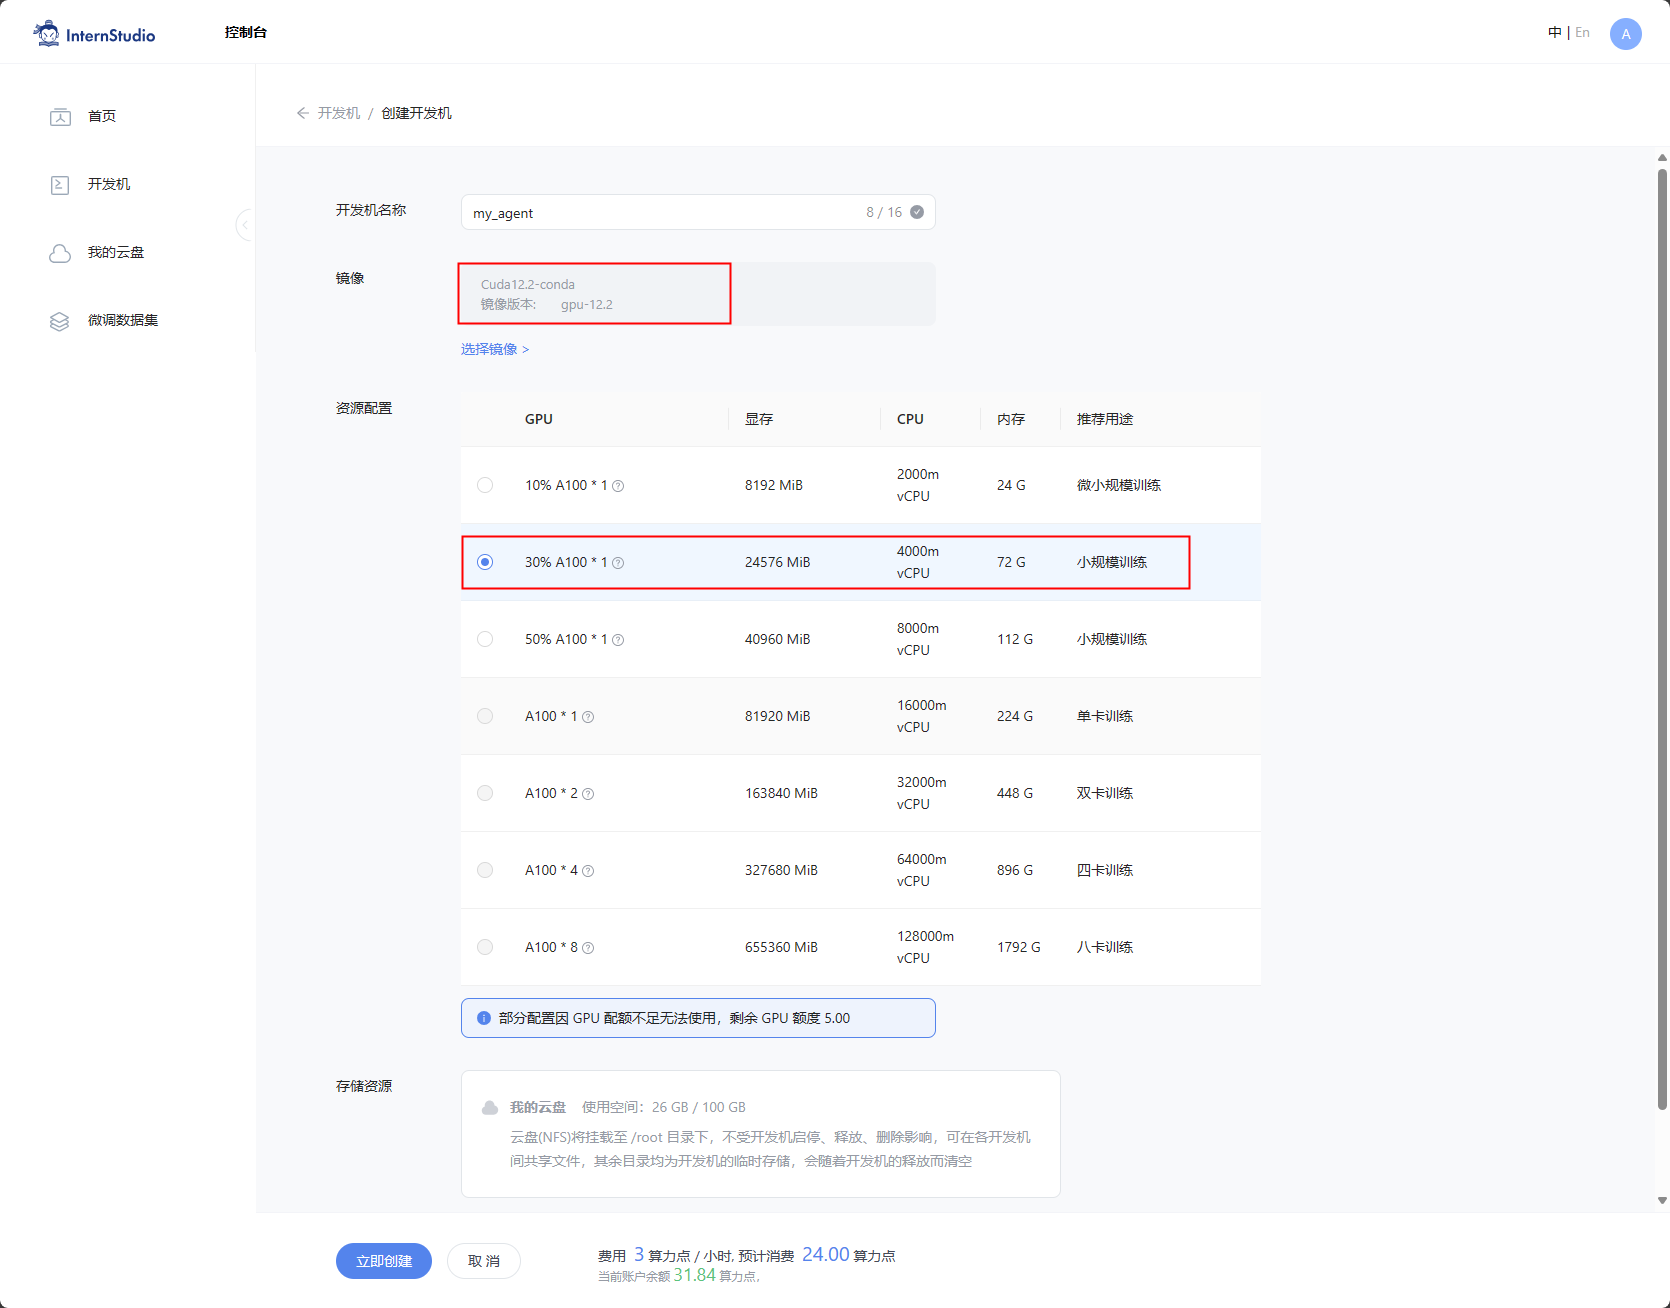 InternStudio
控制台
中 | En
A
首页
开发机
我的云盘
微调数据集
开发机 / 创建开发机
开发机名称
my_agent
8 / 16
镜像
Cuda12.2-conda
镜像版本: gpu-12.2
选择镜像 >
资源配置
GPU 显存 CPU 内存 推荐用途
10% A100 * 1 8192 MiB 2000m vCPU 24 G 微小规模训练
30% A100 * 1 24576 MiB 4000m vCPU 72 G 小规模训练
50% A100 * 1 40960 MiB 8000m vCPU 112 G 小规模训练
A100 * 1 81920 MiB 16000m vCPU 224 G 单卡训练
A100 * 2 163840 MiB 32000m vCPU 448 G 双卡训练
A100 * 4 327680 MiB 64000m vCPU 896 G 四卡训练
A100 * 8 655360 MiB 128000m vCPU 1792 G 八卡训练
部分配置因 GPU 配额不足无法使用，剩余 GPU 额度 5.00
存储资源
我的云盘 使用空间：26 GB / 100 GB
云盘(NFS)将挂载至 /root 目录下，不受开发机启停、释放、删除影响，可在各开发机
间共享文件，其余目录均为开发机的临时存储，会随着开发机的释放而清空
立即创建
取 消
费用 3 算力点 / 小时, 预计消费 24.00 算力点
当前账户余额 31.84 算力点,